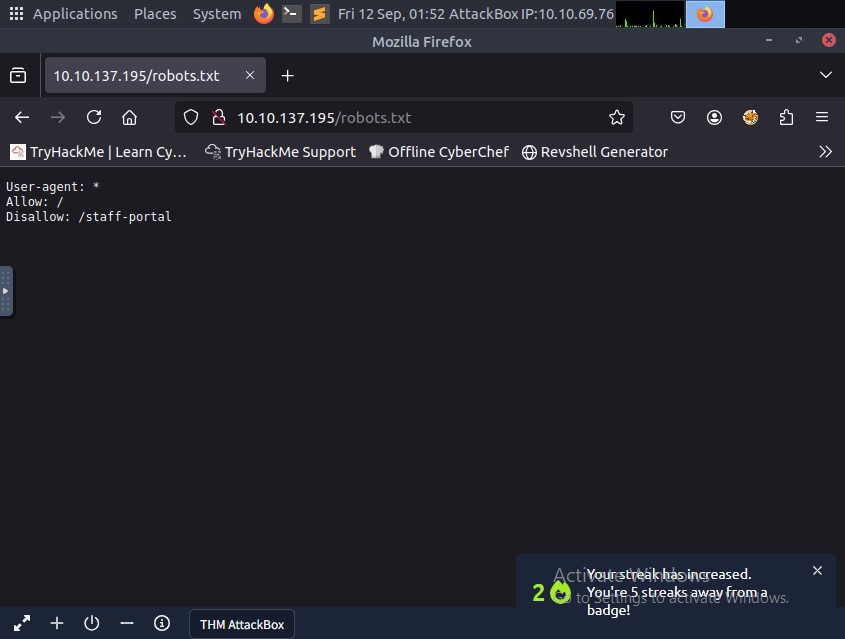 Applications Places System Fri 12 Sep, 01:52 AttackBox IP:10.10.69.76
Mozilla Firefox
10.10.137.195/robots.txt
10.10.137.195/robots.txt
TryHackMe | Learn Cy... TryHackMe Support Offline CyberChef Revshell Generator
User-agent: *
Allow: /
Disallow: /staff-portal
Activate Windows
Go to Settings to activate Windows.
2
Your streak has increased.
You're 5 streaks away from a
badge!
THM AttackBox